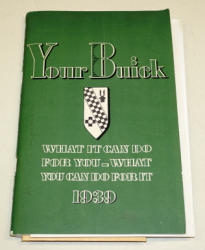 Your Buick
WHAT IT CAN DO
FOR YOU - WHAT
YOU CAN DO FOR IT
1939